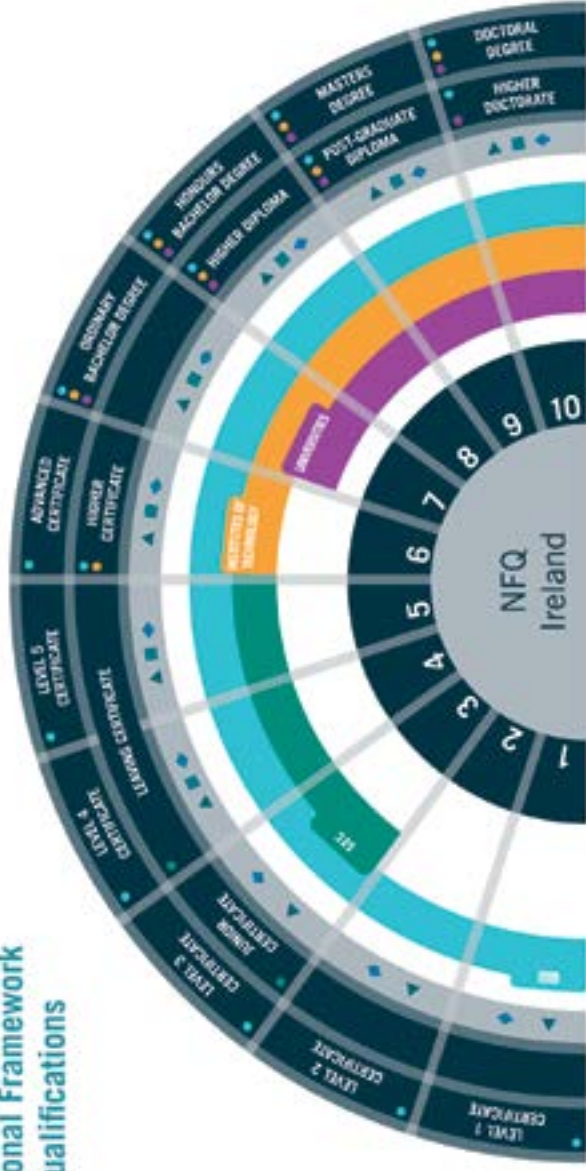 onal Framework
ualifications
LEVEL 1
CERTIFICATE
LEVEL 2
CERTIFICATE
LEVEL 3
CERTIFICATE
JUNIOR
CERTIFICATE
LEVEL 4
CERTIFICATE
LEAVING CERTIFICATE
LEVEL 5
CERTIFICATE
ADVANCED
CERTIFICATE
HIGHER
CERTIFICATE
ORDINARY
BACHELOR DEGREE
HONOURS
BACHELOR DEGREE
HIGHER DIPLOMA
MASTERS
DEGREE
POST-GRADUATE
DIPLOMA
DOCTORAL
DEGREE
HIGHER
DOCTORATE
SEC
INSTITUTES OF
TECHNOLOGY
UNIVERSITIES
1
2
3
4
5
6
7
8
9
10
NFQ
Ireland